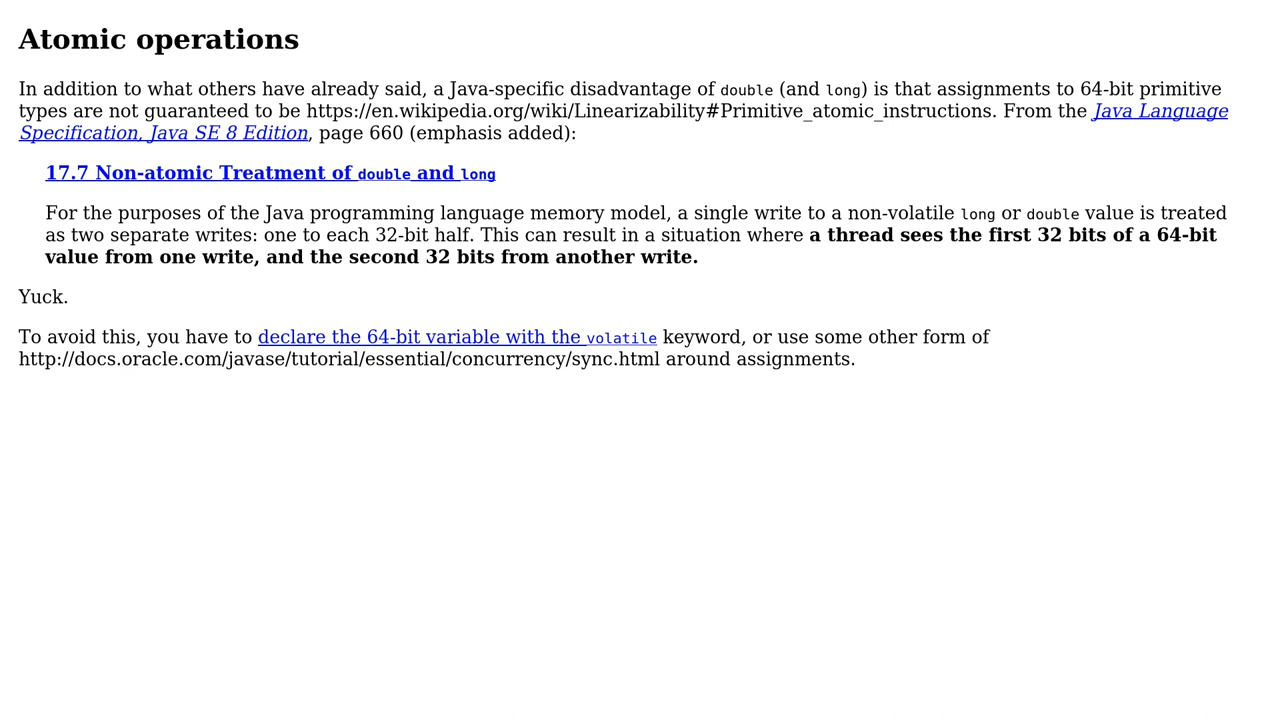 Atomic operations
In addition to what others have already said, a Java-specific disadvantage of double (and long) is that assignments to 64-bit primitive
types are not guaranteed to be https://en.wikipedia.org/wiki/Linearizability#Primitive_atomic_instructions. From the Java Language
Specification, Java SE 8 Edition, page 660 (emphasis added):
17.7 Non-atomic Treatment of double and long
For the purposes of the Java programming language memory model, a single write to a non-volatile long or double value is treated
as two separate writes: one to each 32-bit half. This can result in a situation where a thread sees the first 32 bits of a 64-bit
value from one write, and the second 32 bits from another write.
Yuck.
To avoid this, you have to declare the 64-bit variable with the volatile keyword, or use some other form of
http://docs.oracle.com/javase/tutorial/essential/concurrency/sync.html around assignments.